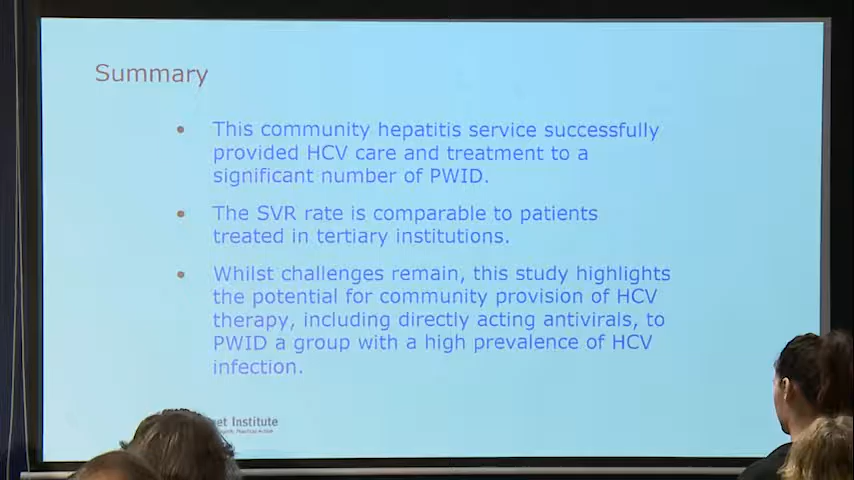 Summary
• This community hepatitis service successfully
provided HCV care and treatment to a
significant number of PWID.
• The SVR rate is comparable to patients
treated in tertiary institutions.
• Whilst challenges remain, this study highlights
the potential for community provision of HCV
therapy, including directly acting antivirals, to
PWID a group with a high prevalence of HCV
infection.
Institute